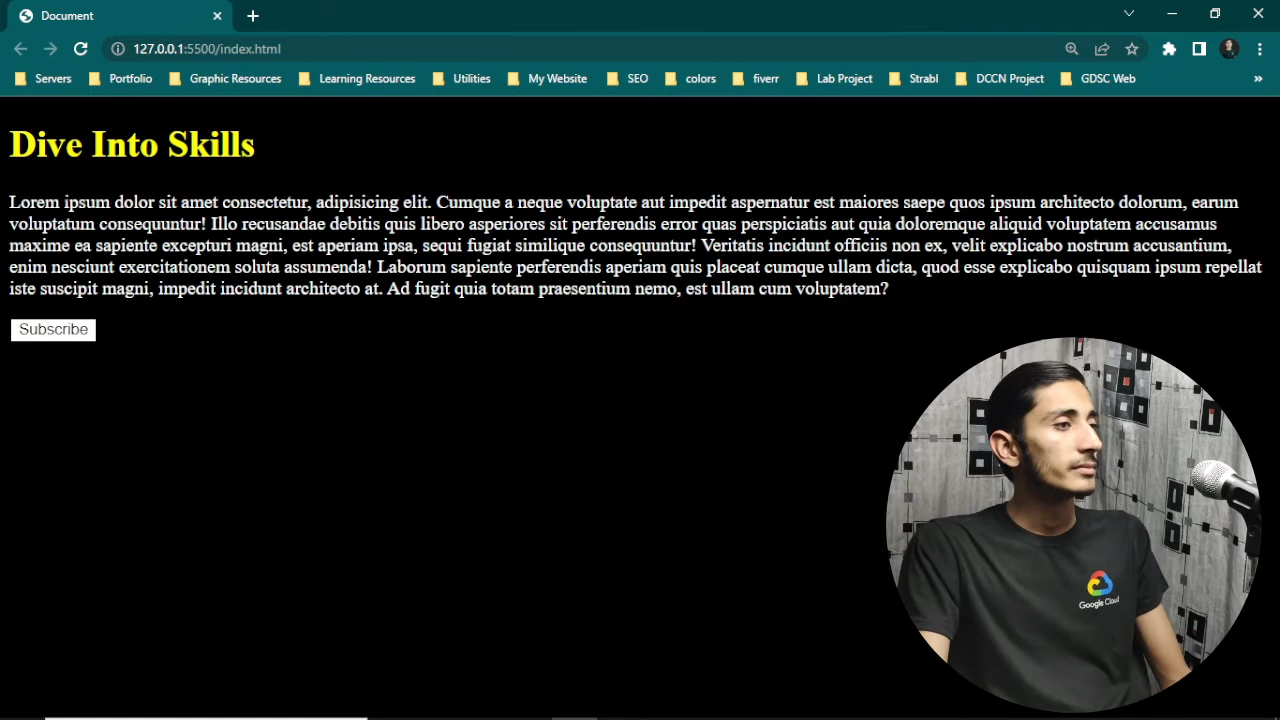 Document
127.0.0.1:5500/index.html
Servers Portfolio Graphic Resources Learning Resources Utilities My Website SEO colors fiverr Lab Project Strabl DCCN Project GDSC Web »
Dive Into Skills
Lorem ipsum dolor sit amet consectetur, adipisicing elit. Cumque a neque voluptate aut impedit aspernatur est maiores saepe quos ipsum architecto dolorum, earum
voluptatum consequuntur! Illo recusandae debitis quis libero asperiores sit perferendis error quas perspiciatis aut quia doloremque aliquid voluptatem accusamus
maxime ea sapiente excepturi magni, est aperiam ipsa, sequi fugiat similique consequuntur! Veritatis incidunt officiis non ex, velit explicabo nostrum accusantium,
enim nesciunt exercitationem soluta assumenda! Laborum sapiente perferendis aperiam quis placeat cumque ullam dicta, quod esse explicabo quisquam ipsum repellat
iste suscipit magni, impedit incidunt architecto at. Ad fugit quia totam praesentium nemo, est ullam cum voluptatem?
Subscribe
Google Cloud